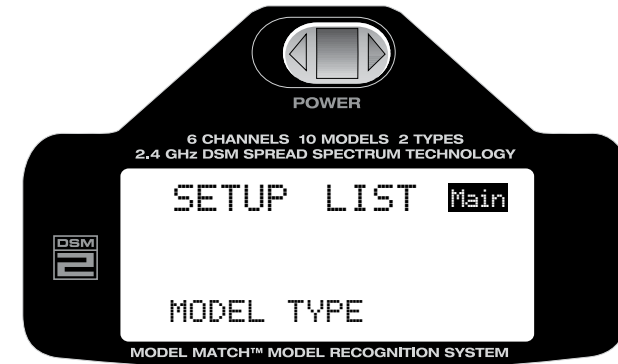 POWER
6 CHANNELS 10 MODELS 2 TYPES
2.4 GHz DSM SPREAD SPECTRUM TECHNOLOGY
SETUP LIST Main
DSM
2
MODEL TYPE
MODEL MATCH™ MODEL RECOGNITION SYSTEM